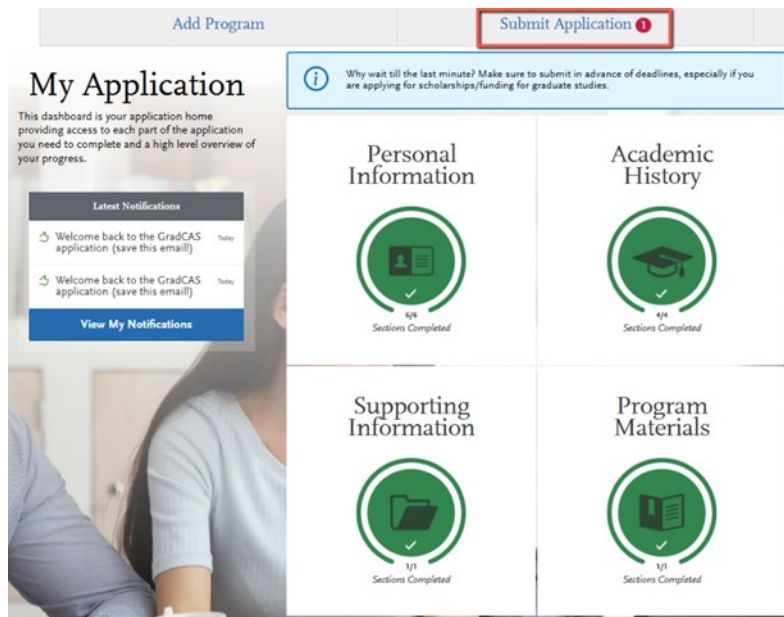 Add Program
Submit Application 1
My Application
This dashboard is your application home
providing access to each part of the application
you need to complete and a high level overview of
your progress.
Latest Notifications
Welcome back to the GradCAS Today
application (save this email!)
Welcome back to the GradCAS Today
application (save this email!)
View My Notifications
Why wait till the last minute? Make sure to submit in advance of deadlines, especially if you
are applying for scholarships/funding for graduate studies.
Personal
Information
6/6
Sections Completed
Academic
History
4/4
Sections Completed
Supporting
Information
1/1
Sections Completed
Program
Materials
1/1
Sections Completed